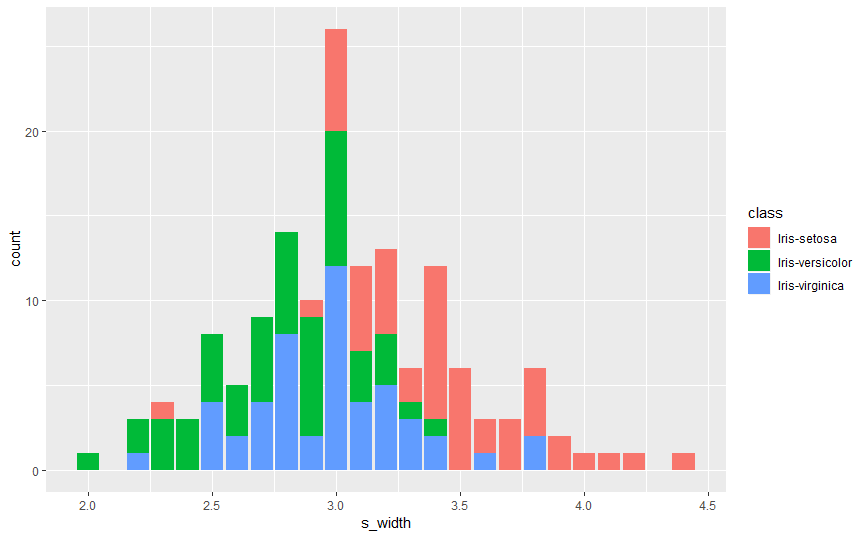 count
20
10
0
2.0 2.5 3.0 3.5 4.0 4.5
s_width
class
Iris-setosa
Iris-versicolor
Iris-virginica